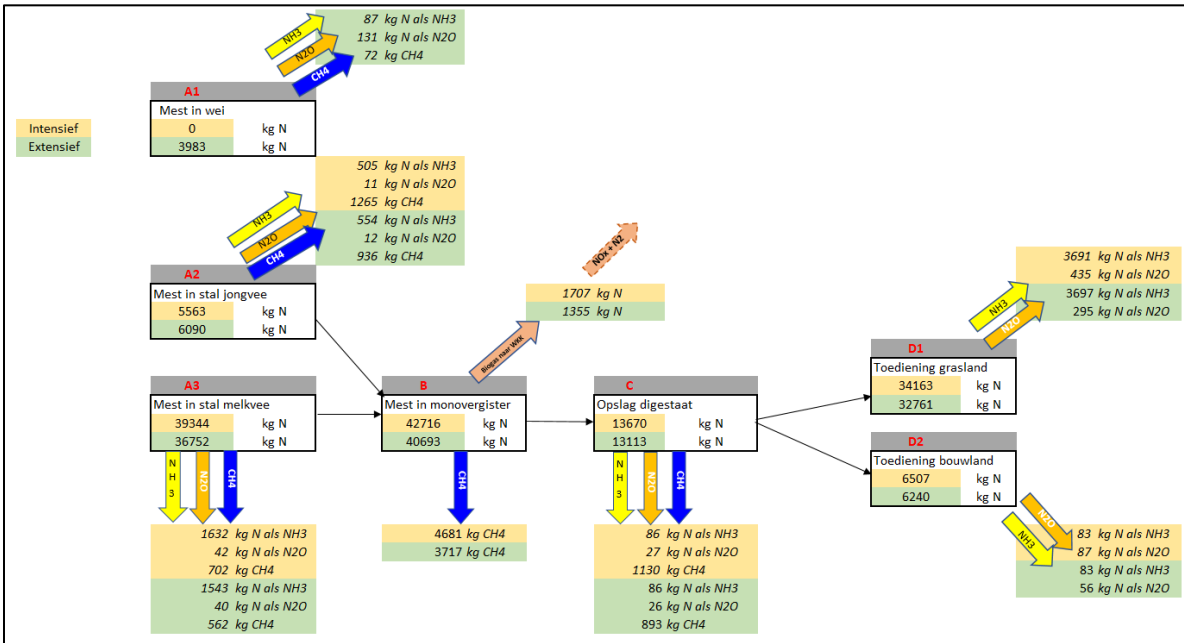 87 kg N als NH3
131 kg N als N2O
72 kg CH4
NH3
N2O
CH4
A1
Mest in wei
0 kg N
3983 kg N
Intensief
Extensief
505 kg N als NH3
11 kg N als N2O
1265 kg CH4
554 kg N als NH3
12 kg N als N2O
936 kg CH4
NH3
N2O
CH4
A2
Mest in stal jongvee
5563 kg N
6090 kg N
NOx + N2
1707 kg N
1355 kg N
Biogas naar WKK
3691 kg N als NH3
435 kg N als N2O
3697 kg N als NH3
295 kg N als N2O
NH3
N2O
A3
Mest in stal melkvee
39344 kg N
36752 kg N
B
Mest in monovergister
42716 kg N
40693 kg N
C
Opslag digestaat
13670 kg N
13113 kg N
D1
Toediening grasland
34163 kg N
32761 kg N
D2
Toediening bouwland
6507 kg N
6240 kg N
NH3
N2O
CH4
1632 kg N als NH3
42 kg N als N2O
702 kg CH4
1543 kg N als NH3
40 kg N als N2O
562 kg CH4
CH4
4681 kg CH4
3717 kg CH4
NH3
N2O
CH4
86 kg N als NH3
27 kg N als N2O
1130 kg CH4
86 kg N als NH3
26 kg N als N2O
893 kg CH4
N2O
NH3
83 kg N als NH3
87 kg N als N2O
83 kg N als NH3
56 kg N als N2O